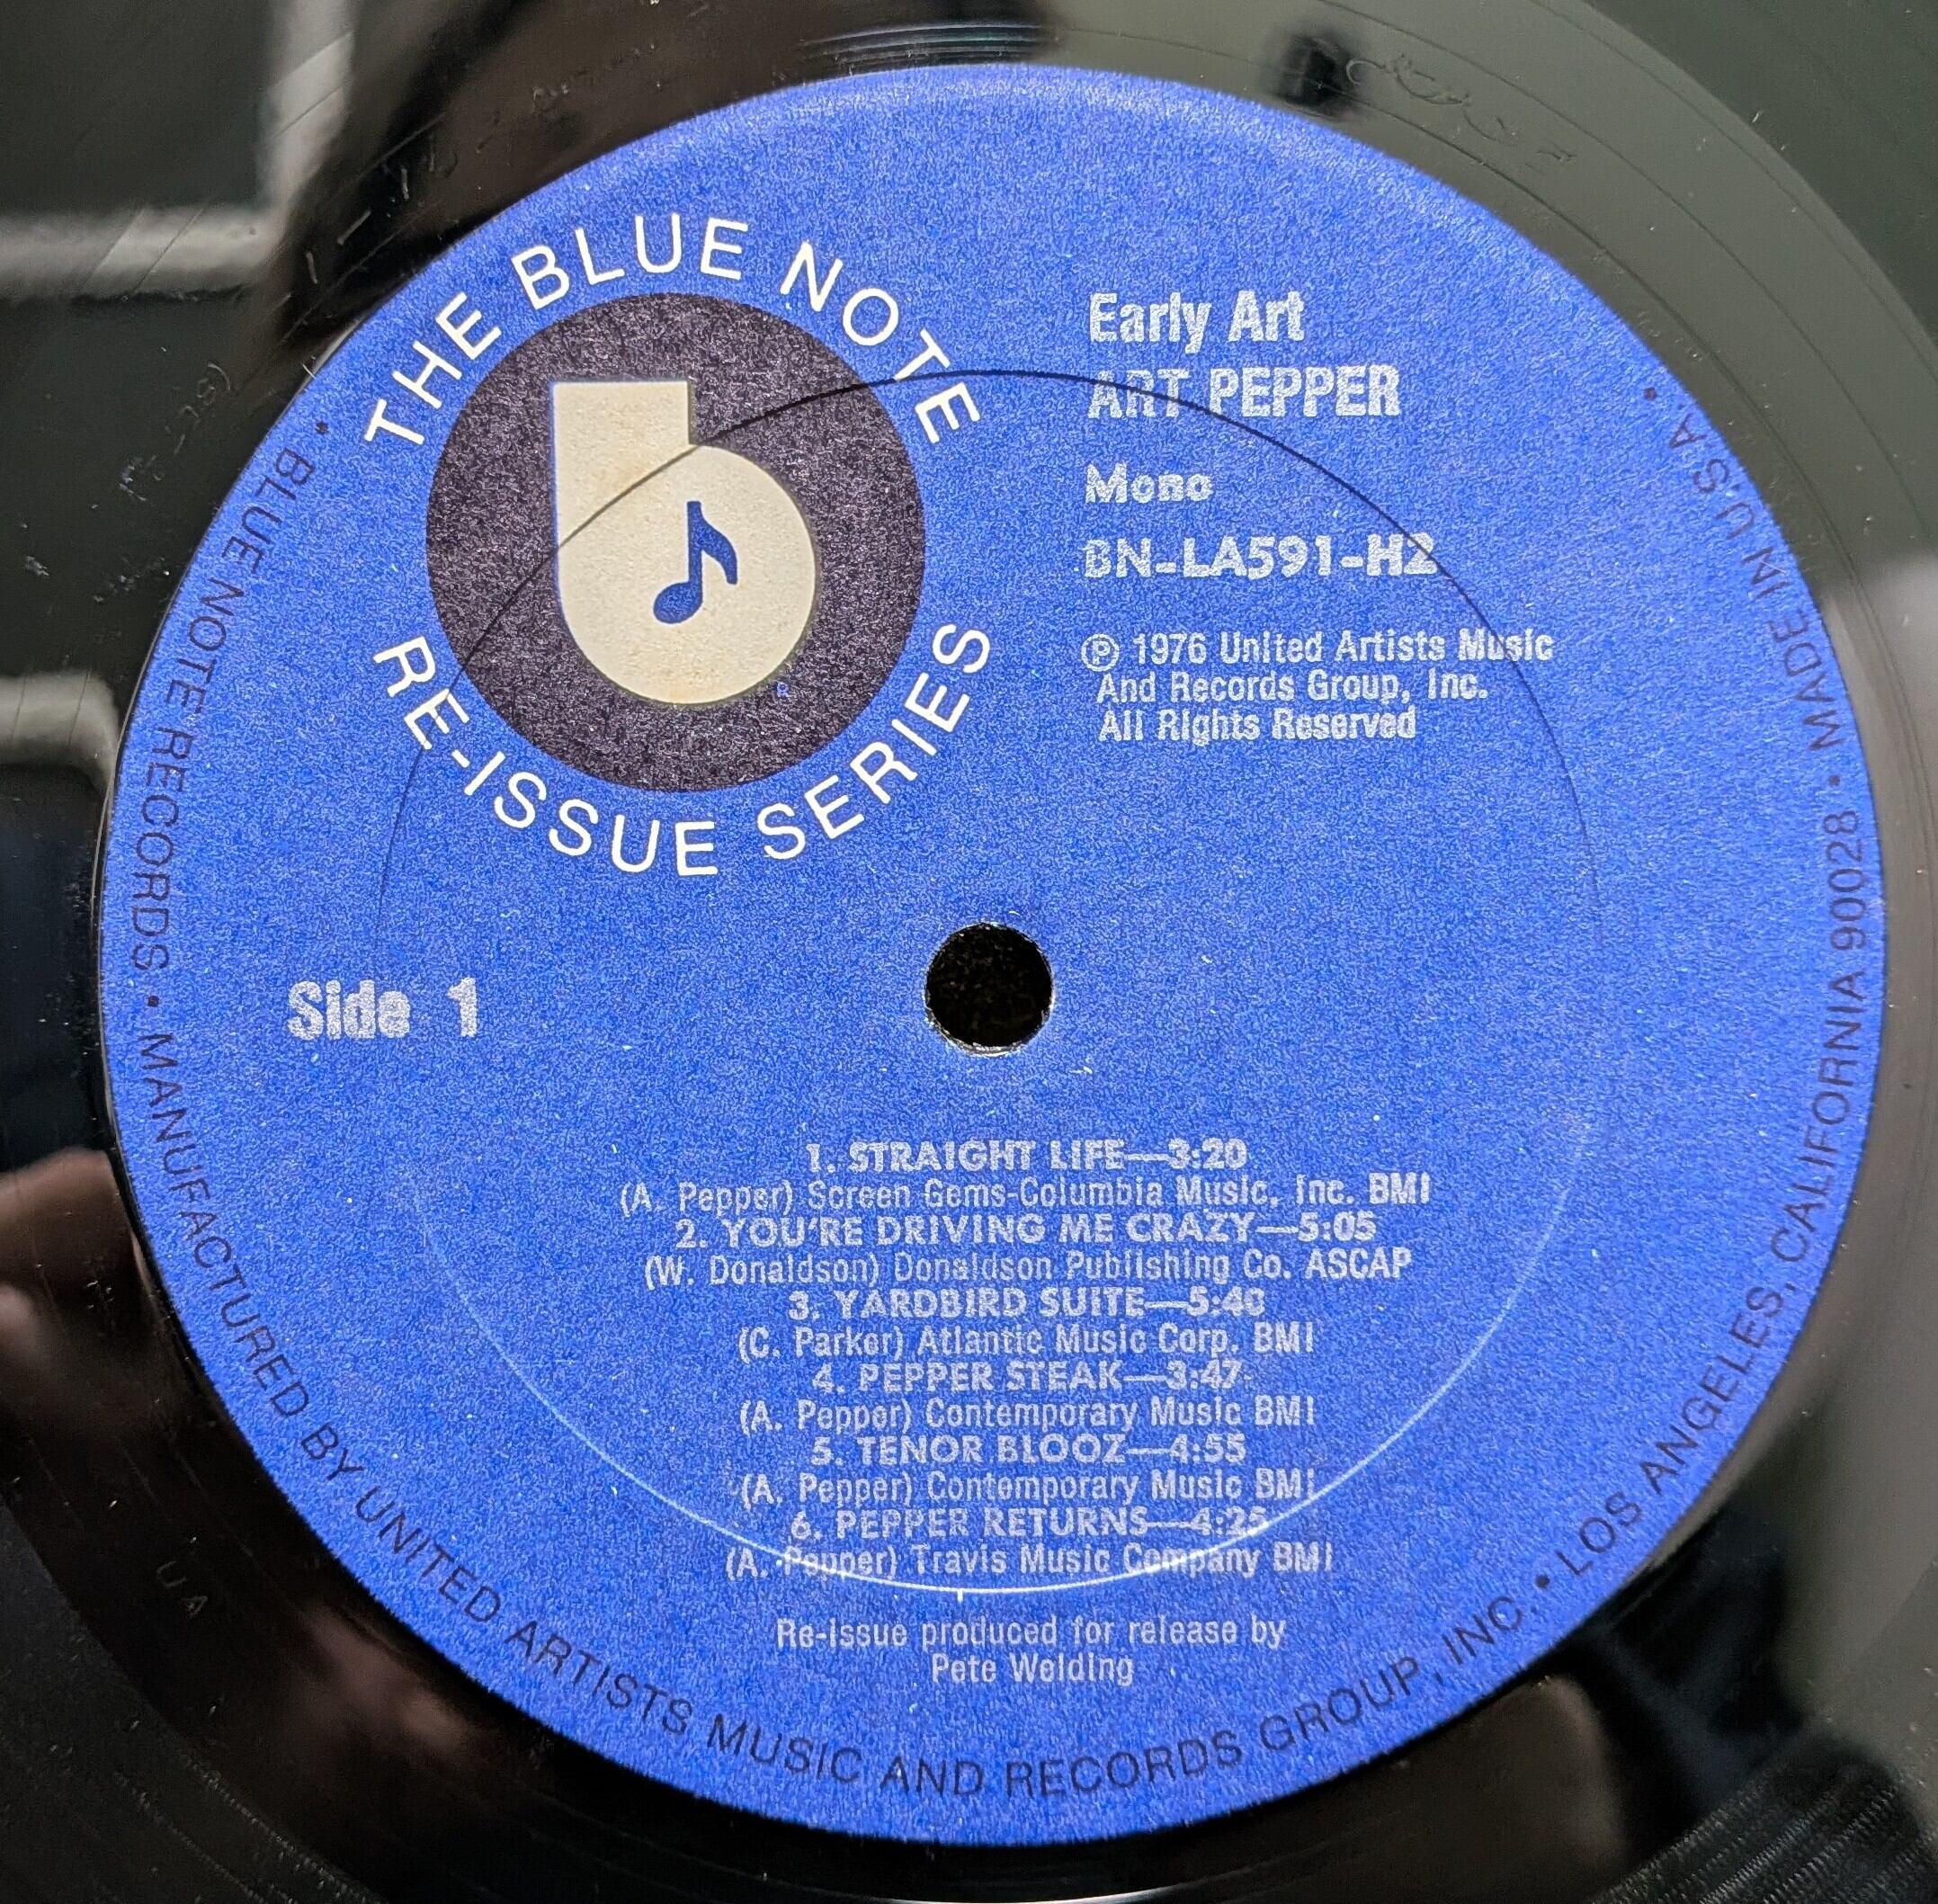 THE BLUE NOTE
RE-ISSUE SERIES
b
Early Art
ART PEPPER
Mono
BN-LA591-H2
℗ 1976 United Artists Music
And Records Group, Inc.
All Rights Reserved
Side 1
1. STRAIGHT LIFE—3:20
(A. Pepper) Screen Gems-Columbia Music, Inc. BMI
2. YOU'RE DRIVING ME CRAZY—5:05
(W. Donaldson) Donaldson Publishing Co. ASCAP
3. YARDBIRD SUITE—5:40
(C. Parker) Atlantic Music Corp. BMI
4. PEPPER STEAK—3:47
(A. Pepper) Contemporary Music BMI
5. TENOR BLOOZ—4:55
(A. Pepper) Contemporary Music BMI
6. PEPPER RETURNS—4:25
(A. Pepper) Travis Music Company BMI
Re-Issue produced for release by
Pete Welding
• BLUE NOTE RECORDS • MANUFACTURED BY UNITED ARTISTS MUSIC AND RECORDS GROUP, INC. • LOS ANGELES, CALIFORNIA 90028 • MADE IN U.S.A. •
UA